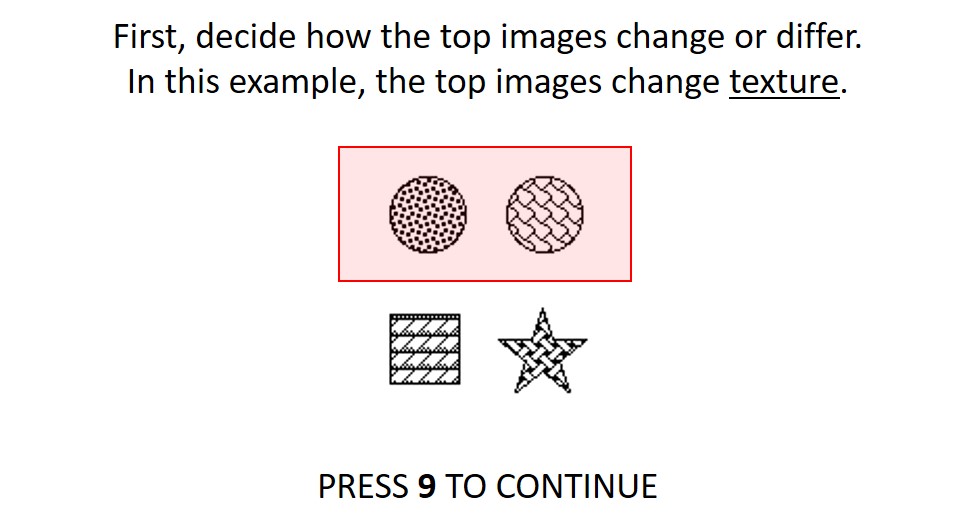 First, decide how the top images change or differ.
In this example, the top images change texture.
PRESS 9 TO CONTINUE